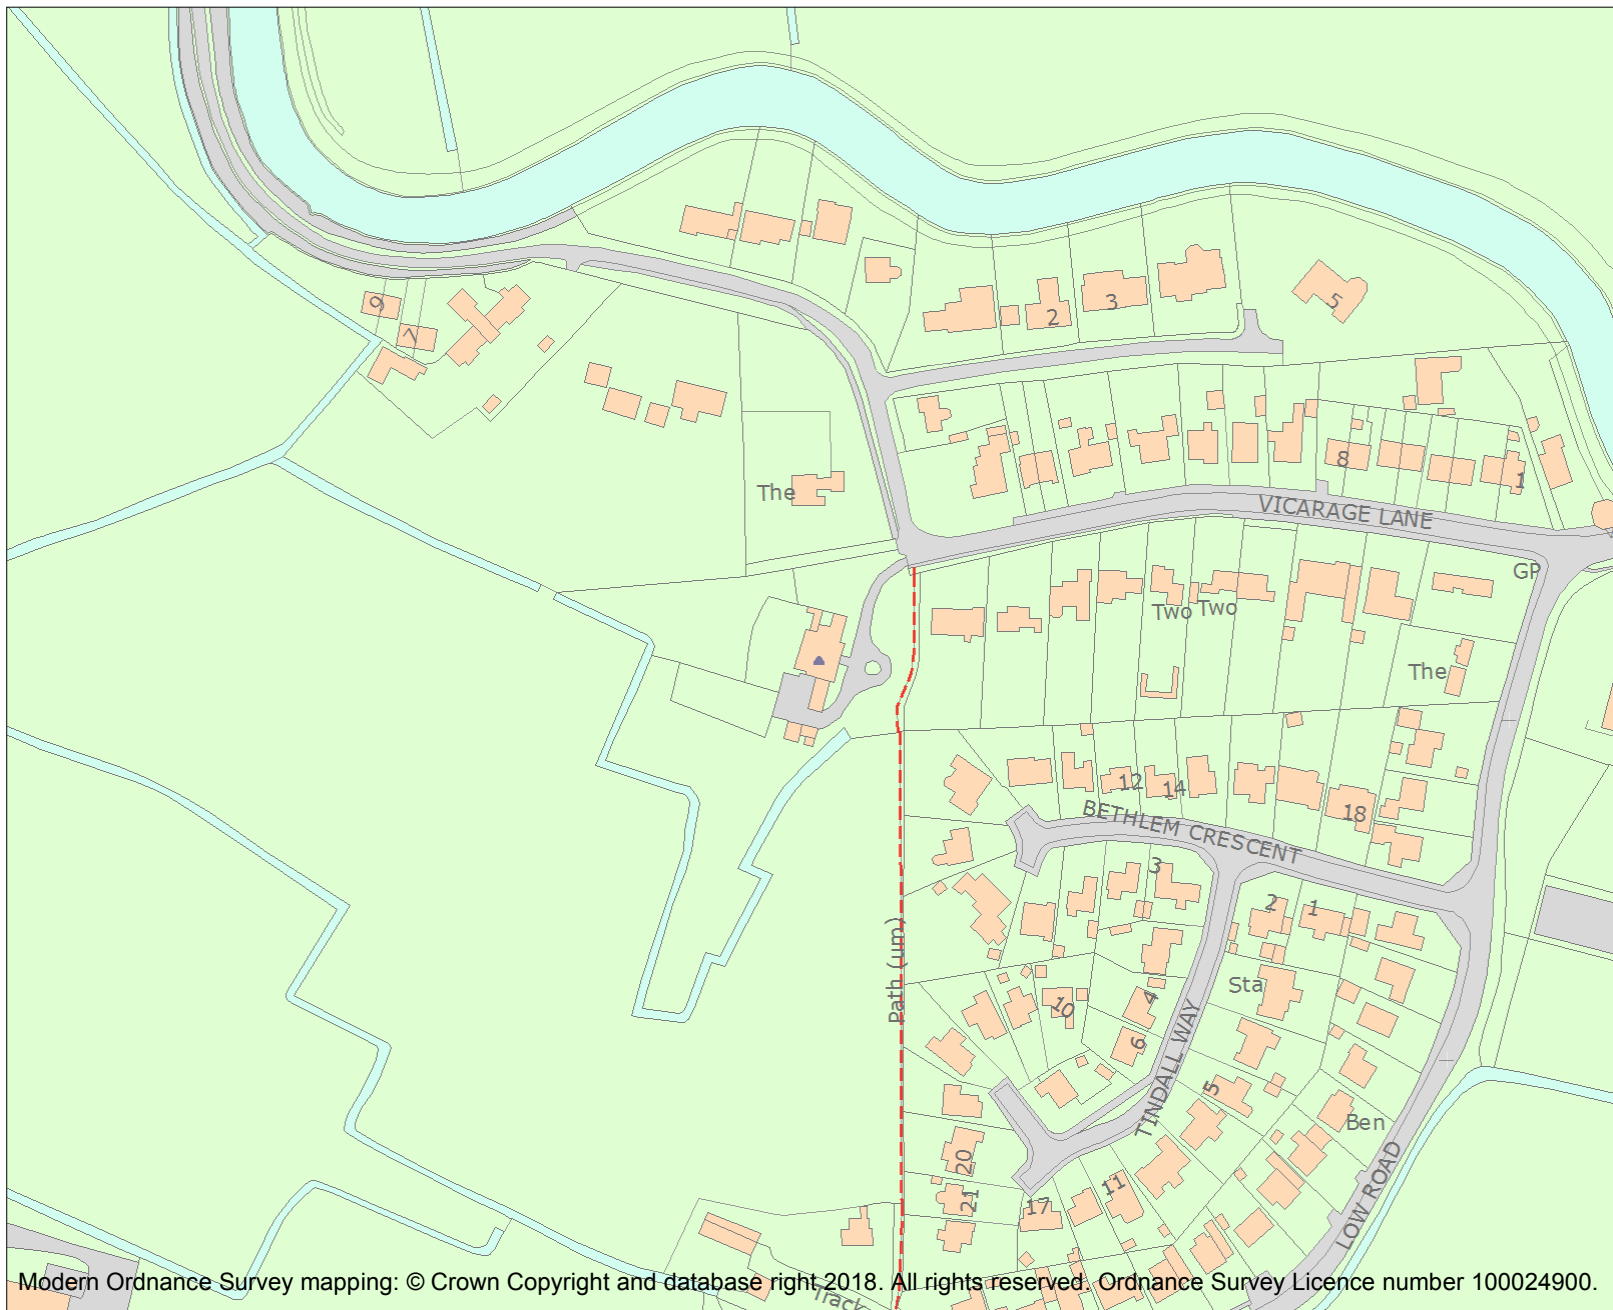 9
7
2
3
5
The
8
1
VICARAGE LANE
GP
Two Two
The
12
14
BETHLEM CRESCENT
18
3
2
1
Path (um)
Sta
10
4
6
TINDALL WAY
5
Ben
20
21
17
11
LOW ROAD
Track
Modern Ordnance Survey mapping: © Crown Copyright and database right 2018. All rights reserved. Ordnance Survey Licence number 100024900.